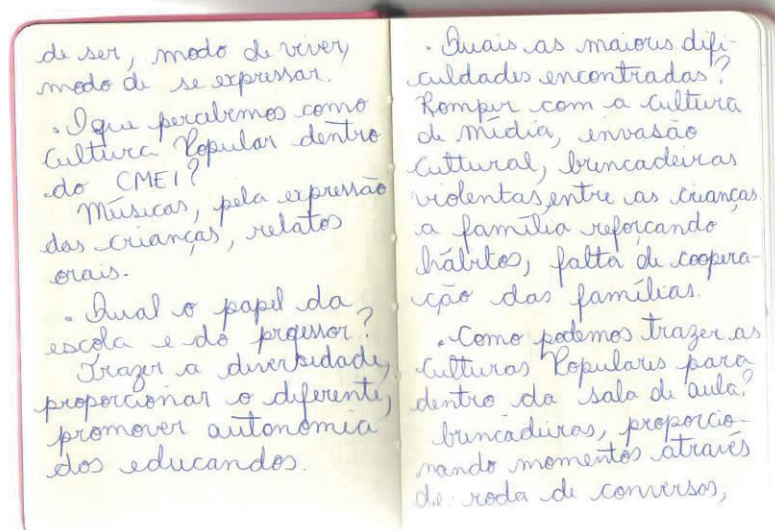 de ser, modo de viver,
modo de se expressar.
. O que percebemos como
Cultura Popular dentro
do CMEI?
Músicas, pela expressão
das crianças, relatos
orais.
. Qual o papel da
escola e do professor?
Trazer a diversidade,
proporcionar o diferente,
promover autonomia
dos educandos.
. Quais as maiores difi-
culdades encontradas?
Romper com a cultura
de mídia, invasão
cultural, brincadeiras
violentas entre as crianças
a família reforçando
hábitos, falta de coopera-
ção das famílias.
. Como podemos trazer as
Culturas Populares para
dentro da sala de aula?
brincadeiras, proporcio-
nando momentos através
de roda de conversas,